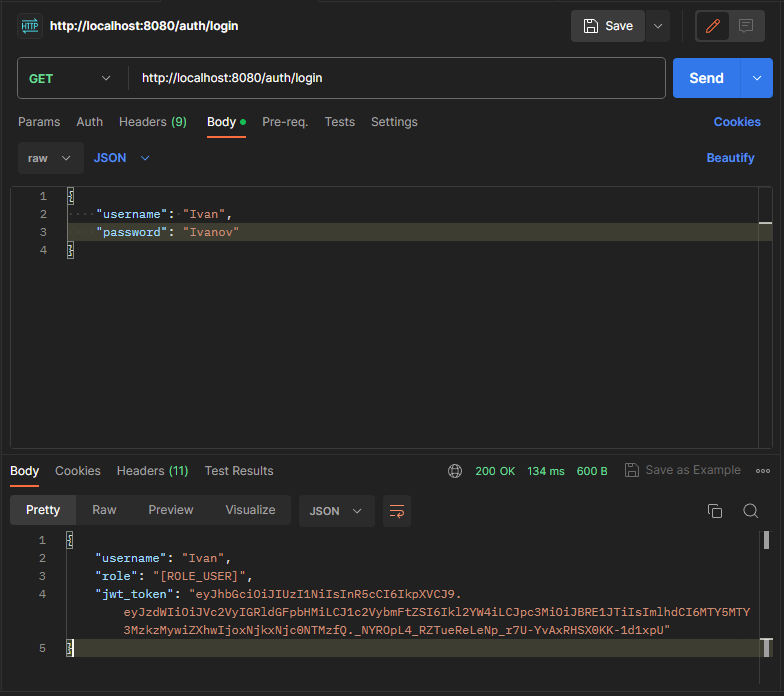 HTTP http://localhost:8080/auth/login Save
GET http://localhost:8080/auth/login Send
Params Auth Headers (9) Body Pre-req. Tests Settings Cookies
raw JSON Beautify
1 {
2 "username": "Ivan",
3 "password": "Ivanov"
4 }
Body Cookies Headers (11) Test Results 200 OK 134 ms 600 B Save as Example
Pretty Raw Preview Visualize JSON
1 {
2 "username": "Ivan",
3 "role": "[ROLE_USER]",
4 "jwt_token": "eyJhbGciOiJIUzI1NiIsInR5cCI6IkpXVCJ9.
eyJzdWIiOiJVc2VyIGRldGFpbHMiLCJ1c2VybmFtZSI6Ikl2YW4iLCJpc3MiOiJBRE1JTiIsImlhdCI6MTY5MTY
3MzkzMywiZXhwIjoxNjkxNjc0NTMzfQ._NYROpL4_RZTueReLeNp_r7U-YvAxRHSX0KK-1d1xpU"
5 }